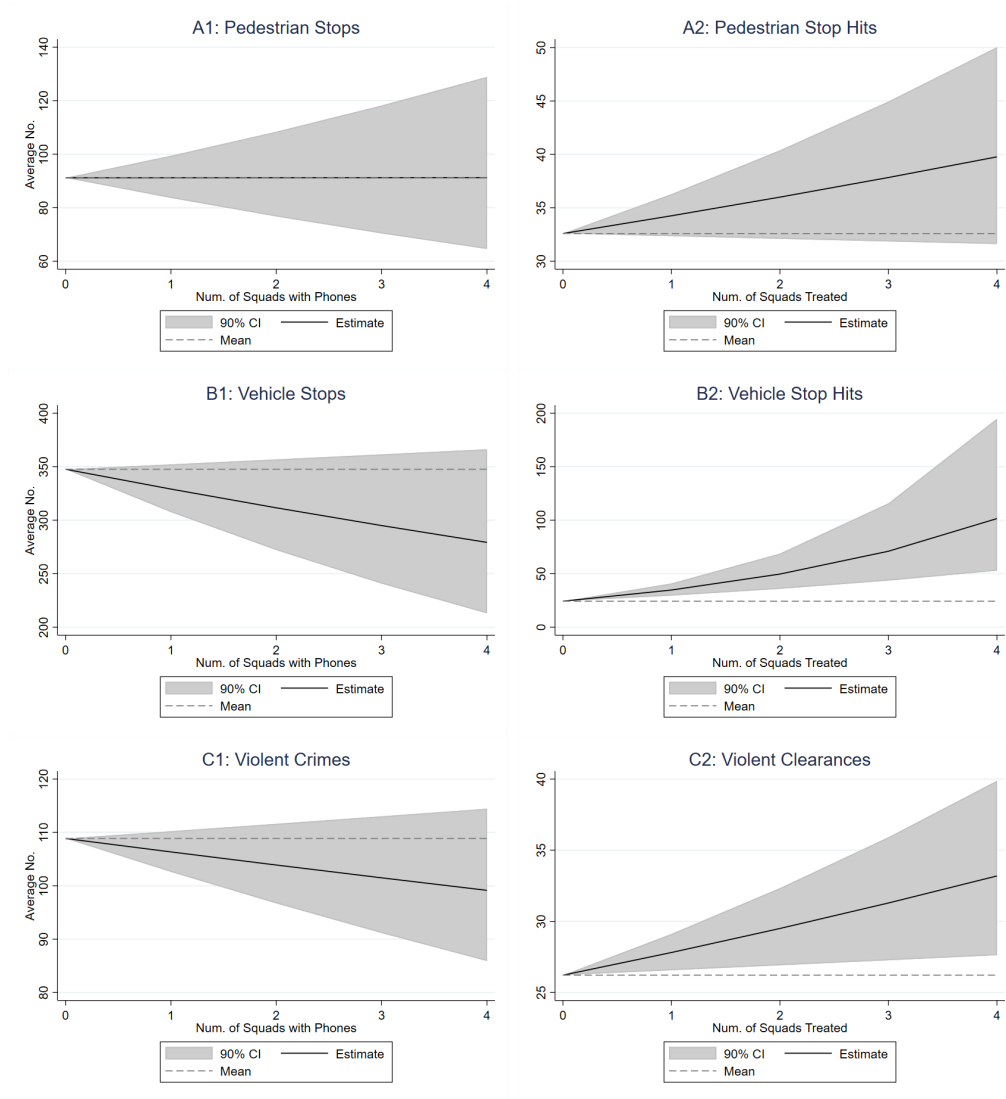 A1: Pedestrian Stops
Average No.
140
120
100
80
60
0 1 2 3 4
Num. of Squads with Phones
90% CI Estimate
Mean
A2: Pedestrian Stop Hits
50
45
40
35
30
0 1 2 3 4
Num. of Squads Treated
90% CI Estimate
Mean
B1: Vehicle Stops
Average No.
400
350
300
250
200
0 1 2 3 4
Num. of Squads with Phones
90% CI Estimate
Mean
B2: Vehicle Stop Hits
200
150
100
50
0
0 1 2 3 4
Num. of Squads Treated
90% CI Estimate
Mean
C1: Violent Crimes
Average No.
120
110
100
90
80
0 1 2 3 4
Num. of Squads with Phones
90% CI Estimate
Mean
C2: Violent Clearances
40
35
30
25
0 1 2 3 4
Num. of Squads Treated
90% CI Estimate
Mean